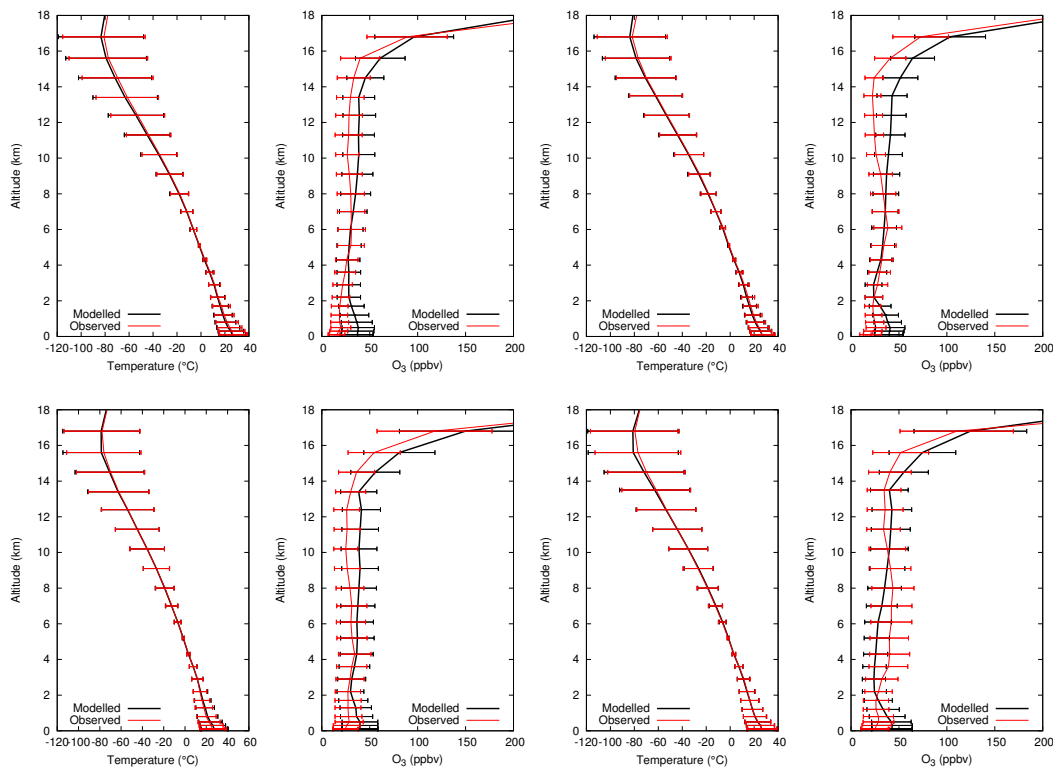 18
16
14
12
10
8
6
4
2
0
Altitude (km)
Modelled
Observed
-120 -100 -80 -60 -40 -20 0 20 40
Temperature (°C)
18
16
14
12
10
8
6
4
2
0
Altitude (km)
Modelled
Observed
0 50 100 150 200
O₃ (ppbv)
18
16
14
12
10
8
6
4
2
0
Altitude (km)
Modelled
Observed
-120 -100 -80 -60 -40 -20 0 20 40
Temperature (°C)
18
16
14
12
10
8
6
4
2
0
Altitude (km)
Modelled
Observed
0 50 100 150 200
O₃ (ppbv)
18
16
14
12
10
8
6
4
2
0
Altitude (km)
Modelled
Observed
-120 -100 -80 -60 -40 -20 0 20 40 60
Temperature (°C)
18
16
14
12
10
8
6
4
2
0
Altitude (km)
Modelled
Observed
0 50 100 150 200
O₃ (ppbv)
18
16
14
12
10
8
6
4
2
0
Altitude (km)
Modelled
Observed
-120 -100 -80 -60 -40 -20 0 20 40
Temperature (°C)
18
16
14
12
10
8
6
4
2
0
Altitude (km)
Modelled
Observed
0 50 100 150 200
O₃ (ppbv)